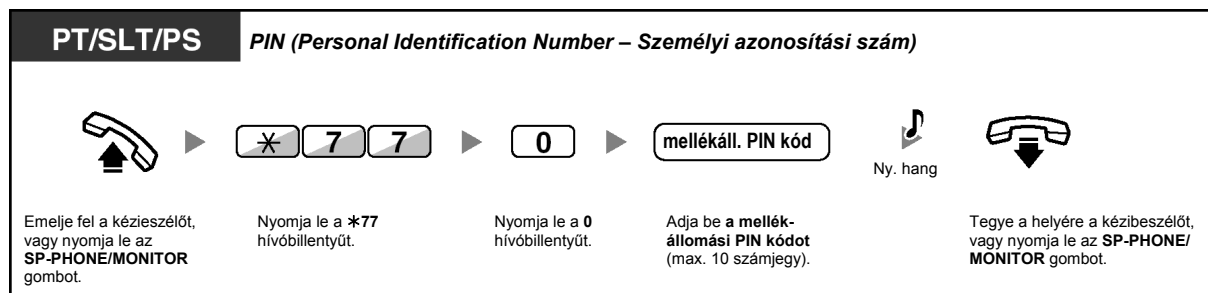 PT/SLT/PS
PIN (Personal Identification Number – Személyi azonosítási szám)
✳ 7 7
0
mellékáll. PIN kód
Ny. hang
Emelje fel a kézieszélőt,
vagy nyomja le az
SP-PHONE/MONITOR
gombot.
Nyomja le a ✳77
hívóbillentyűt.
Nyomja le a 0
hívóbillentyűt.
Adja be a mellék-
állomási PIN kódot
(max. 10 számjegy).
Tegye a helyére a kézibeszélőt,
vagy nyomja le az SP-PHONE/
MONITOR gombot.